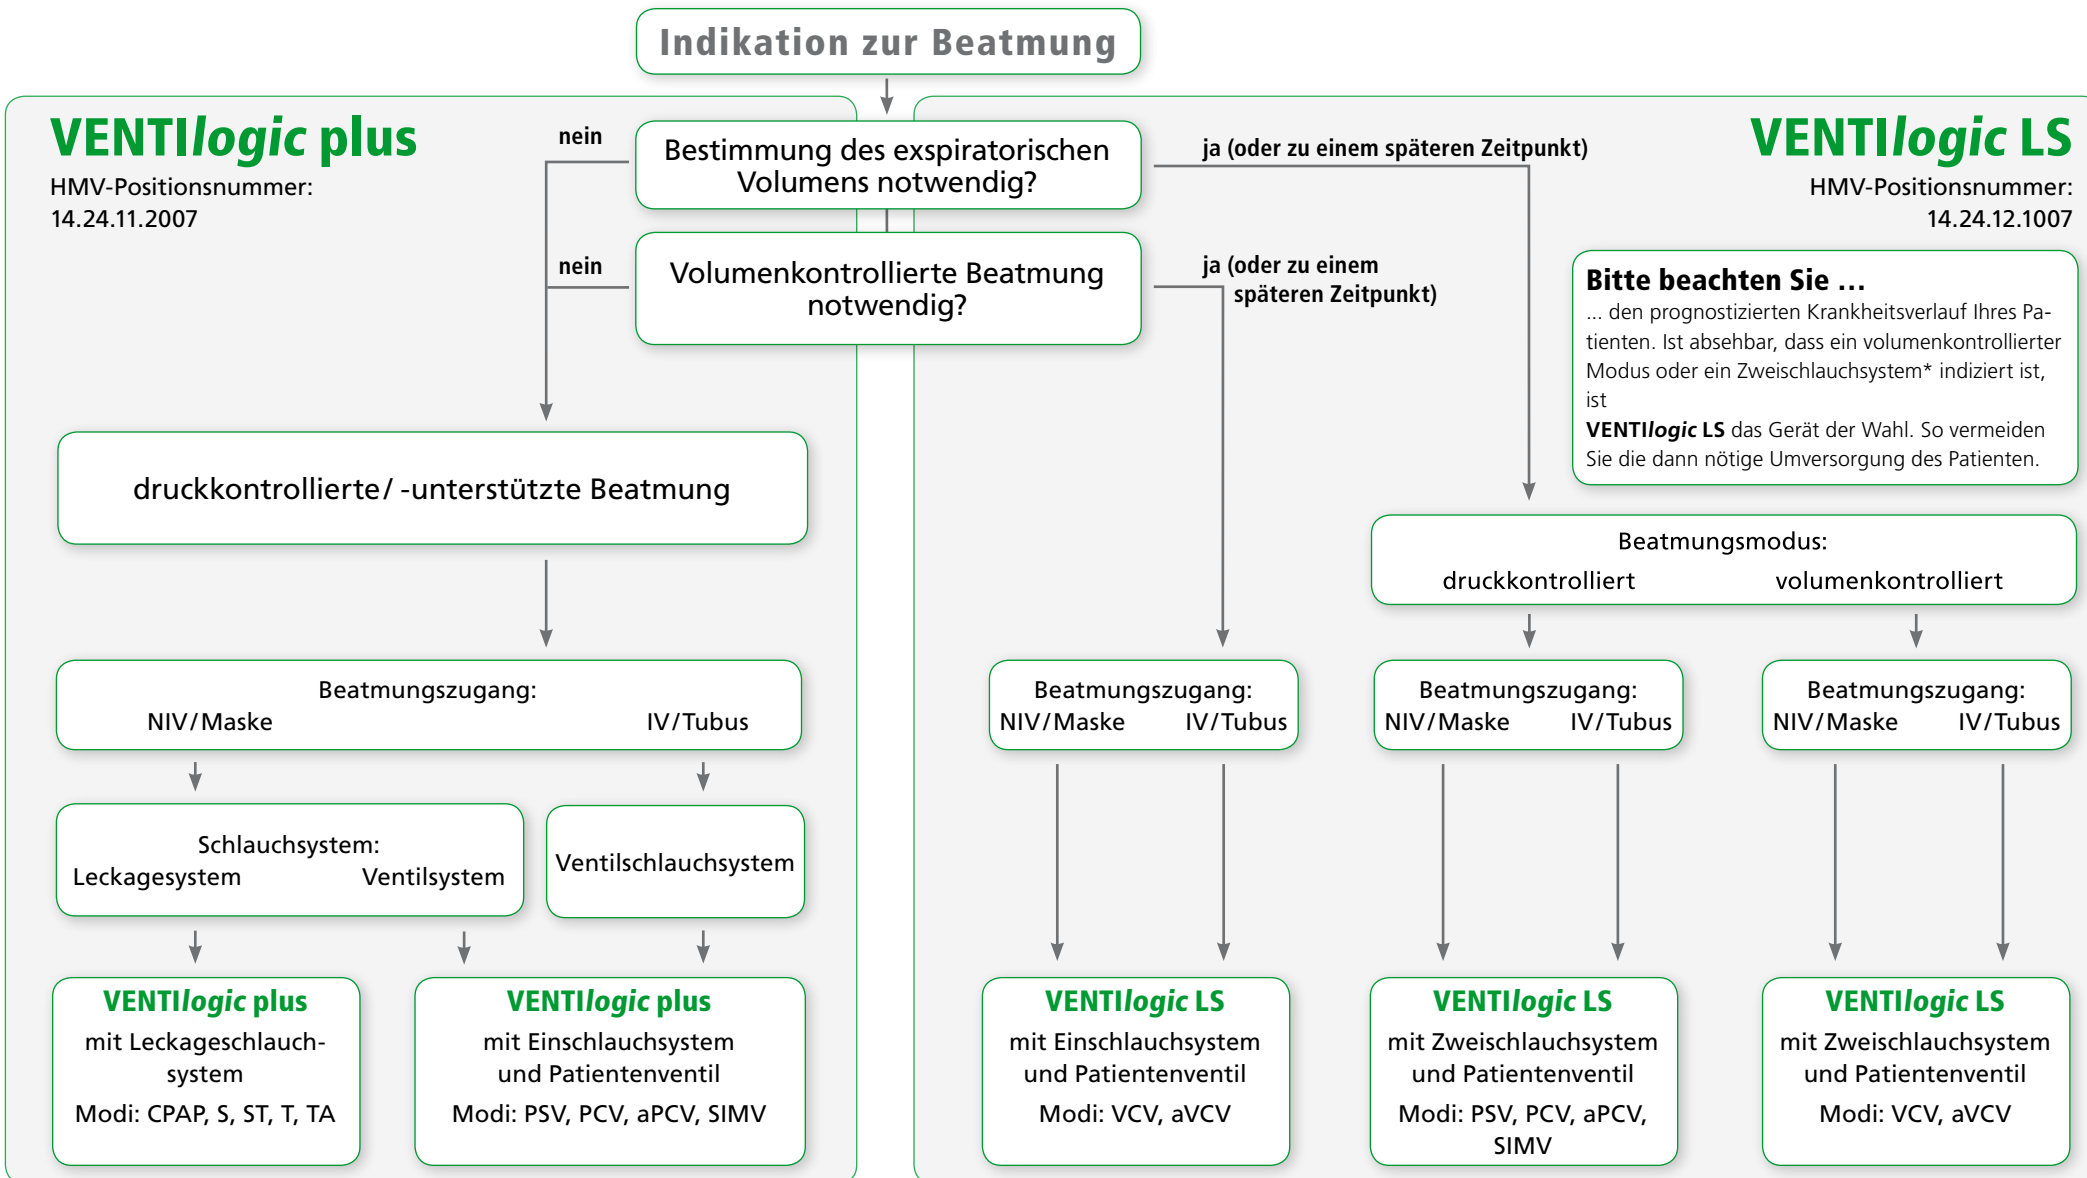 Indikation zur Beatmung
VENTIlogic plus
HMV-Positionsnummer:
14.24.11.2007
nein
Bestimmung des exspiratorischen
Volumens notwendig?
ja (oder zu einem späteren Zeitpunkt)
VENTIlogic LS
HMV-Positionsnummer:
14.24.12.1007
nein
Volumenkontrollierte Beatmung
notwendig?
ja (oder zu einem
späteren Zeitpunkt)
Bitte beachten Sie ...
... den prognostizierten Krankheitsverlauf Ihres Pa-
tienten. Ist absehbar, dass ein volumenkontrollierter
Modus oder ein Zweischlauchsystem* indiziert ist,
ist
VENTIlogic LS das Gerät der Wahl. So vermeiden
Sie die dann nötige Umversorgung des Patienten.
druckkontrollierte/ -unterstützte Beatmung
Beatmungsmodus:
druckkontrolliert volumenkontrolliert
Beatmungszugang:
NIV/Maske IV/Tubus
Beatmungszugang:
NIV/Maske IV/Tubus
Beatmungszugang:
NIV/Maske IV/Tubus
Beatmungszugang:
NIV/Maske IV/Tubus
Schlauchsystem:
Leckagesystem Ventilsystem
Ventilschlauchsystem
VENTIlogic plus
mit Leckageschlauch-
system
Modi: CPAP, S, ST, T, TA
VENTIlogic plus
mit Einschlauchsystem
und Patientenventil
Modi: PSV, PCV, aPCV, SIMV
VENTIlogic LS
mit Einschlauchsystem
und Patientenventil
Modi: VCV, aVCV
VENTIlogic LS
mit Zweischlauchsystem
und Patientenventil
Modi: PSV, PCV, aPCV,
SIMV
VENTIlogic LS
mit Zweischlauchsystem
und Patientenventil
Modi: VCV, aVCV